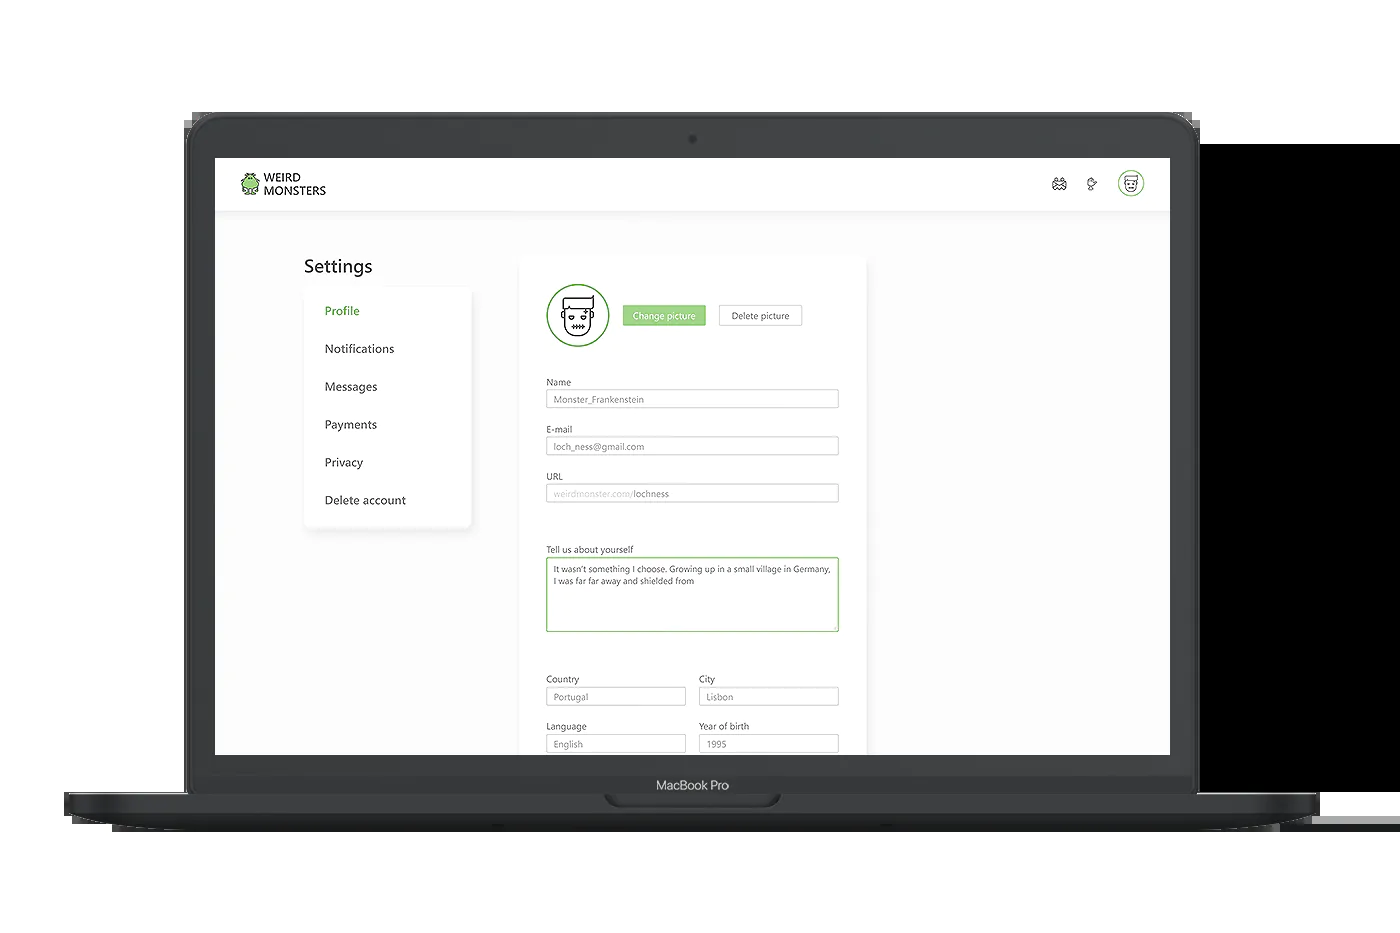 WEIRD
MONSTERS
Settings
Profile
Notifications
Messages
Payments
Privacy
Delete account
Change picture
Delete picture
Name
Monster_Frankenstein
E-mail
loch_ness@gmail.com
URL
weirdmonster.com/lochness
Tell us about yourself
It wasn't something I choose. Growing up in a small village in Germany,
I was far far away and shielded from
Country
City
Portugal
Lisbon
Language
Year of birth
English
1995
MacBook Pro